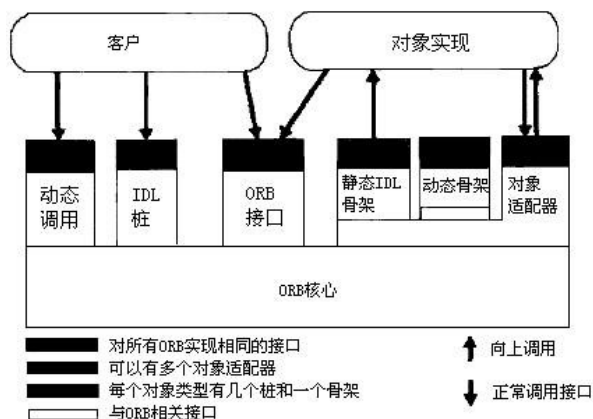 客户
对象实现
动态
调用
IDL
桩
ORB
接口
静态IDL
骨架
动态骨架
对象
适配器
ORB核心
对所有ORB实现相同的接口
可以有多个对象适配器
每个对象类型有几个桩和一个骨架
与ORB相关接口
向上调用
正常调用接口